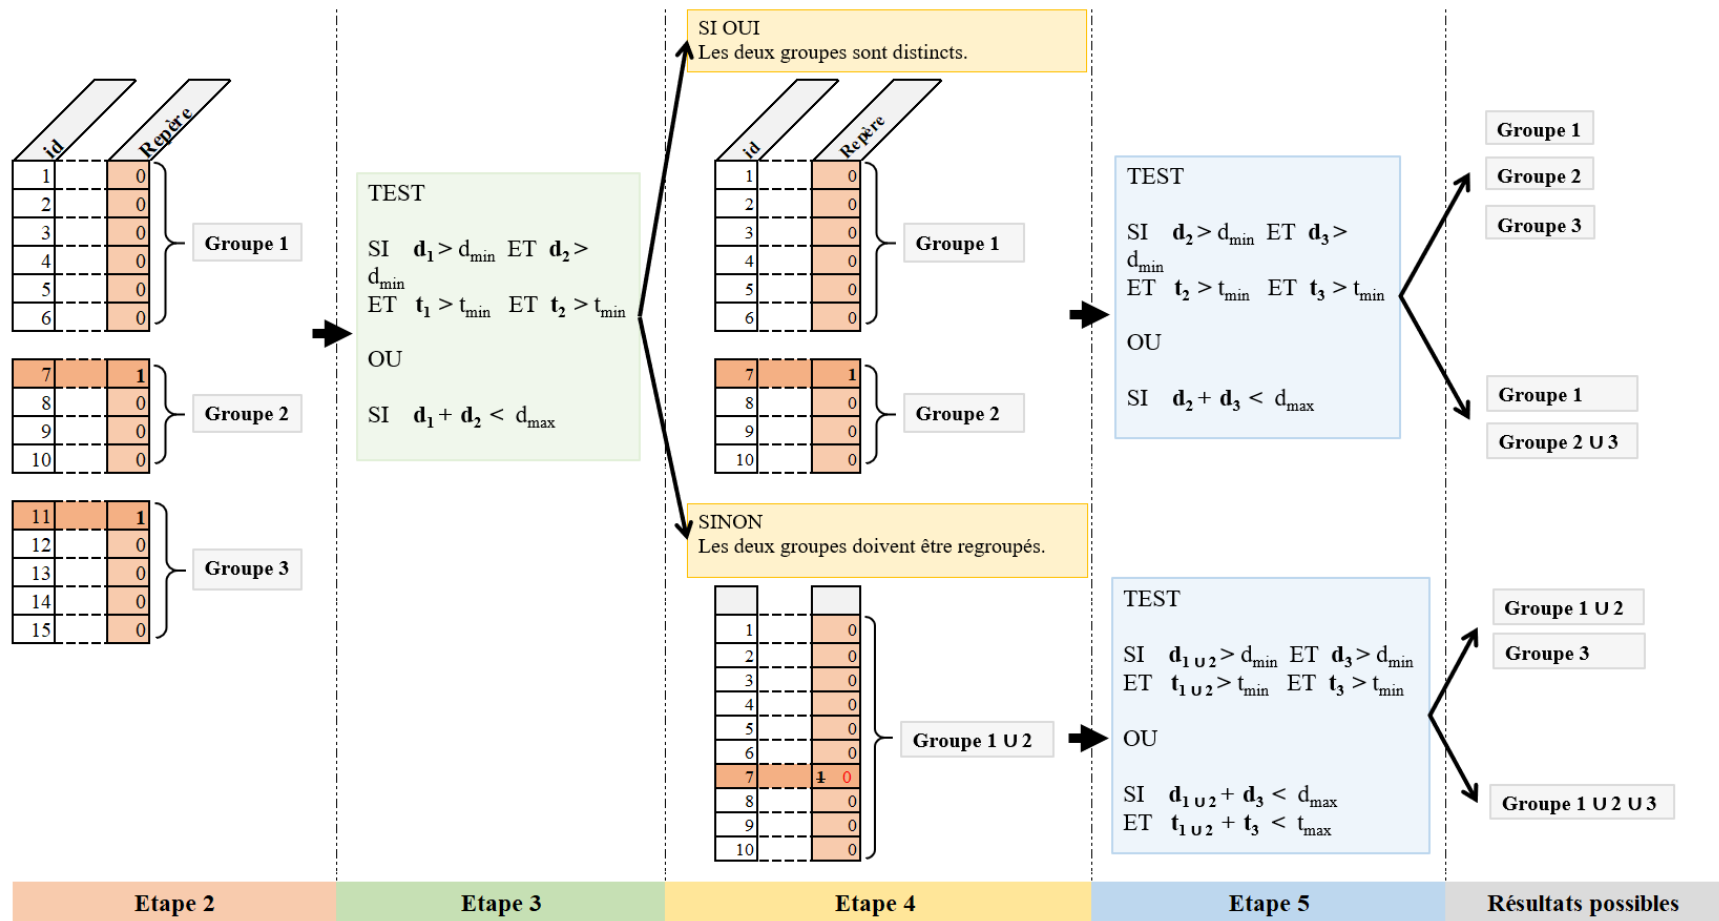 id
Repère
1 0
2 0
3 0
4 0
5 0
6 0
Groupe 1
7 1
8 0
9 0
10 0
Groupe 2
11 1
12 0
13 0
14 0
15 0
Groupe 3
TEST
SI d1 > dmin ET d2 >
dmin
ET t1 > tmin ET t2 > tmin
OU
SI d1 + d2 < dmax
SI OUI
Les deux groupes sont distincts.
id
Repère
1 0
2 0
3 0
4 0
5 0
6 0
Groupe 1
7 1
8 0
9 0
10 0
Groupe 2
SINON
Les deux groupes doivent être regroupés.
1 0
2 0
3 0
4 0
5 0
6 0
7 1 0
8 0
9 0
10 0
Groupe 1 U 2
TEST
SI d2 > dmin ET d3 >
dmin
ET t2 > tmin ET t3 > tmin
OU
SI d2 + d3 < dmax
TEST
SI d1 U 2 > dmin ET d3 > dmin
ET t1 U 2 > tmin ET t3 > tmin
OU
SI d1 U 2 + d3 < dmax
ET t1 U 2 + t3 < tmax
Groupe 1
Groupe 2
Groupe 3
Groupe 1
Groupe 2 U 3
Groupe 1 U 2
Groupe 3
Groupe 1 U 2 U 3
Etape 2
Etape 3
Etape 4
Etape 5
Résultats possibles